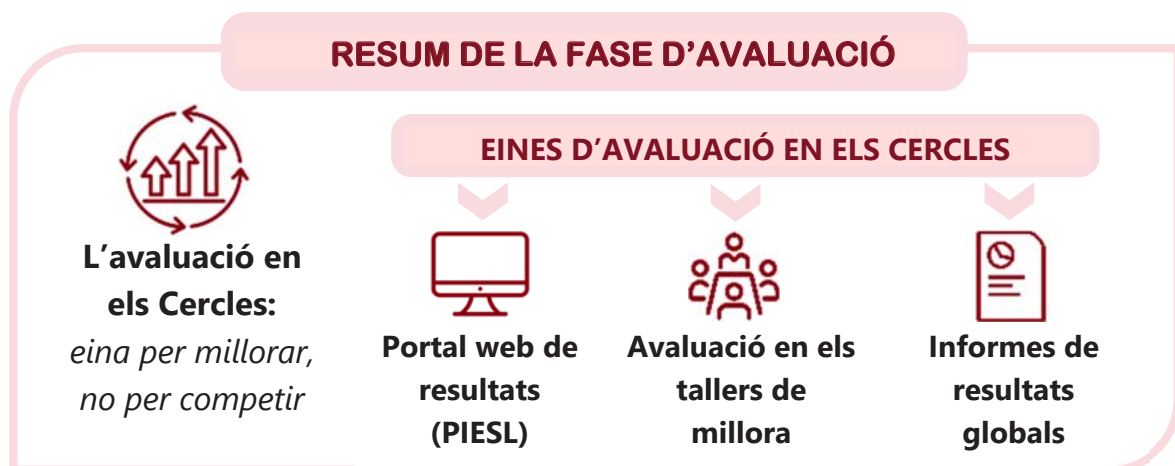 RESUM DE LA FASE D’AVALUACIÓ
EINES D’AVALUACIÓ EN ELS CERCLES
L’avaluació en
els Cercles:
eina per millorar,
no per competir
Portal web de
resultats
(PIESL)
Avaluació en els
tallers de
millora
Informes de
resultats
globals